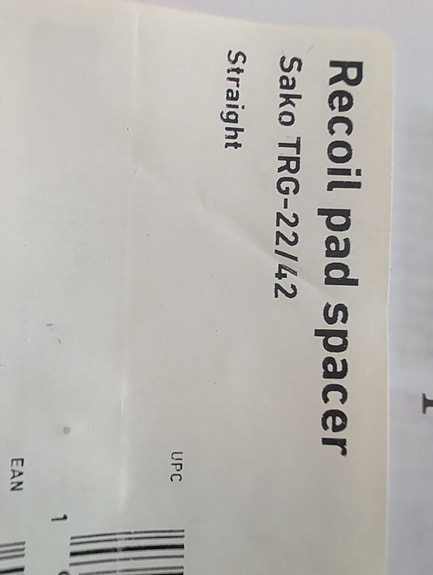 Recoil pad spacer
Sako TRG-22/42
Straight
UPC
1
EAN